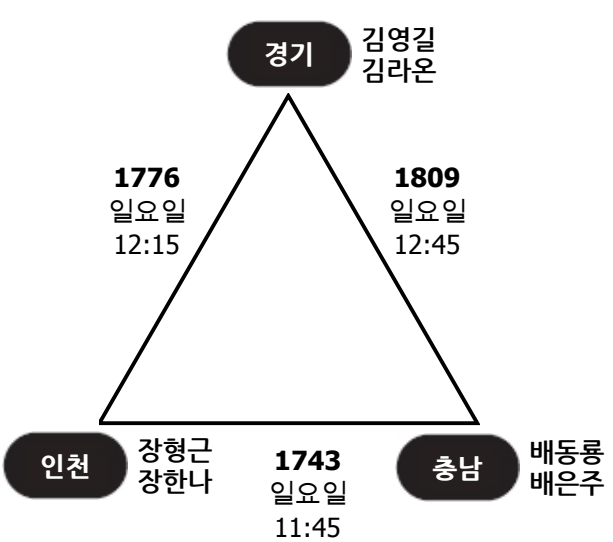 경기
김영길
김라온
1776
일요일
12:15
1809
일요일
12:45
인천
장형근
장한나
1743
일요일
11:45
충남
배동룡
배은주